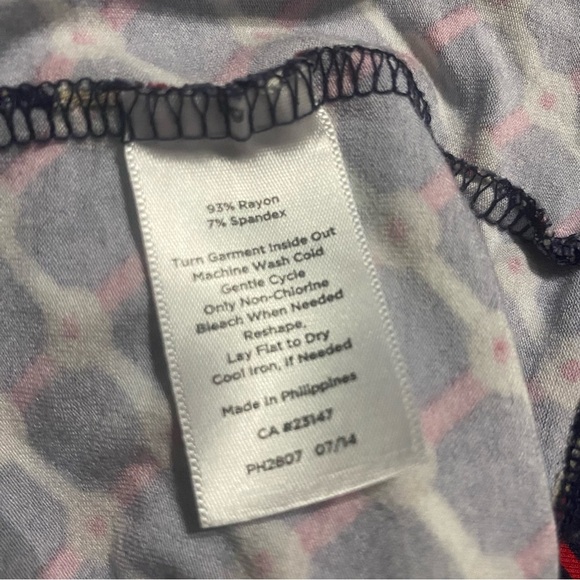 93% Rayon
7% Spandex
Turn Garment Inside Out
Machine Wash Cold
Gentle Cycle
Only Non-Chlorine
Bleach When Needed
Reshape,
Lay Flat to Dry
Cool Iron, If Needed
Made in Philippines
CA #23147
PH2807 07/14